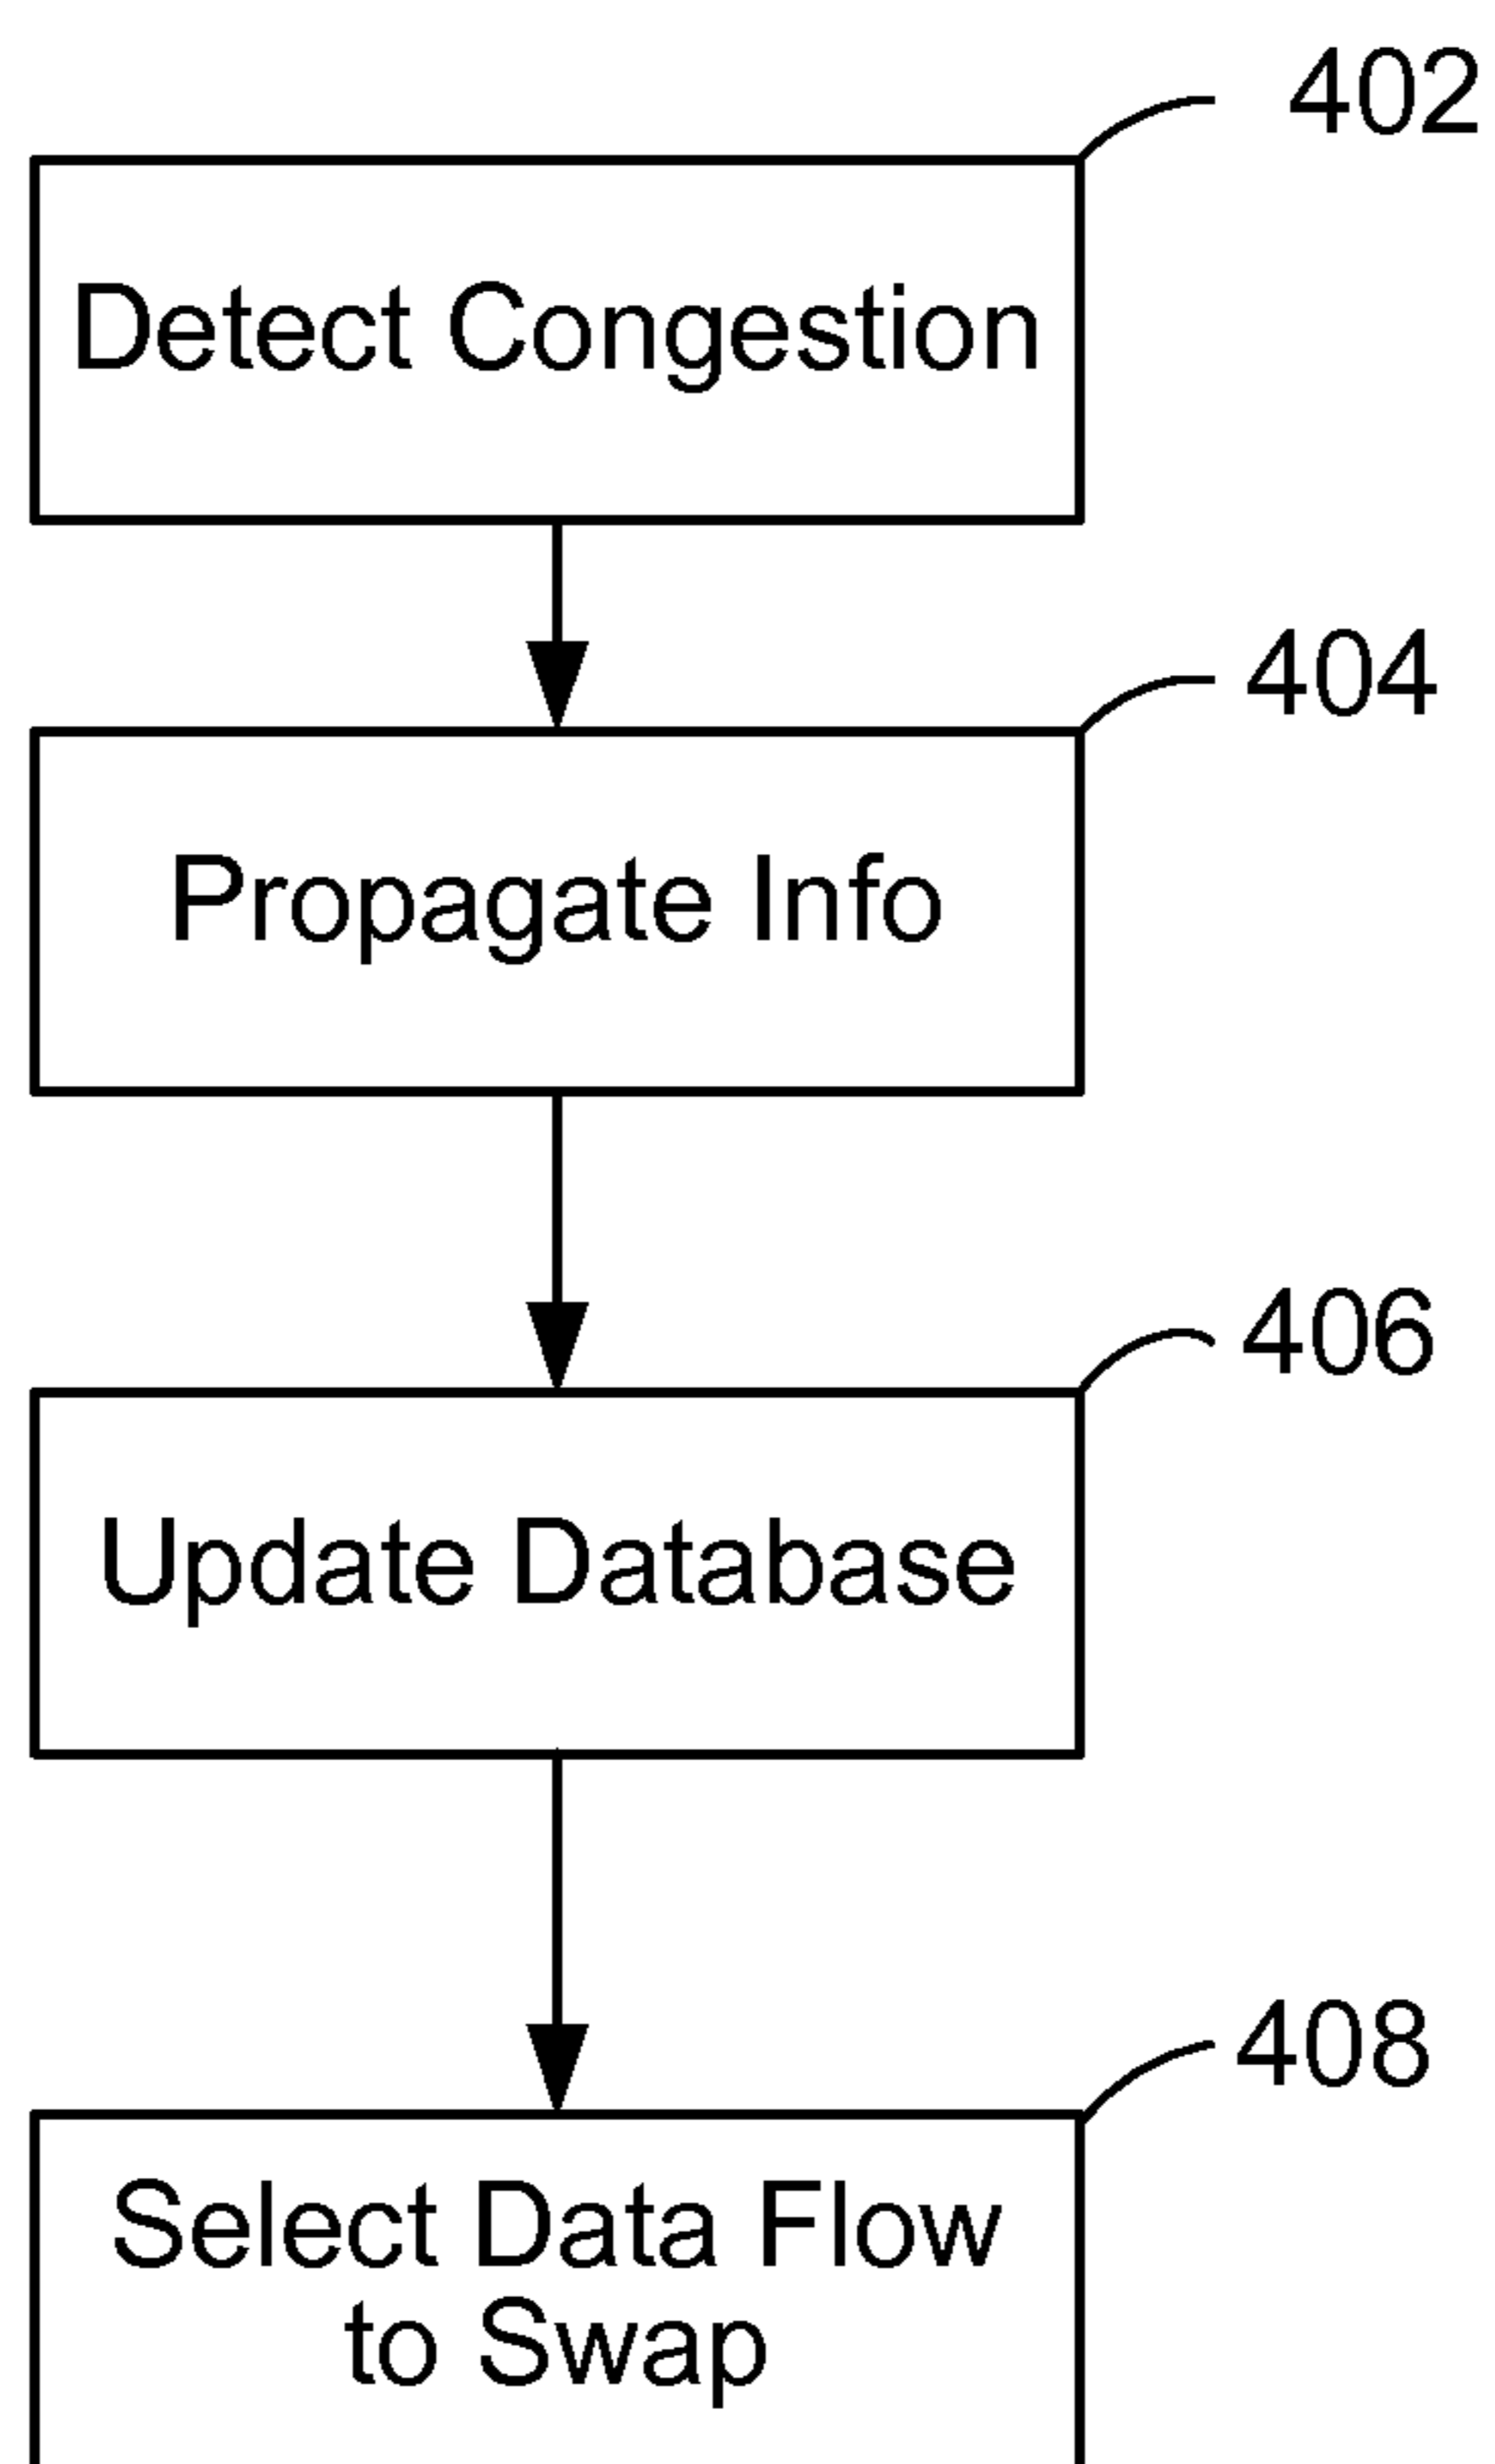 402
Detect Congestion
404
Propagate Info
406
Update Database
408
Select Data Flow
to Swap